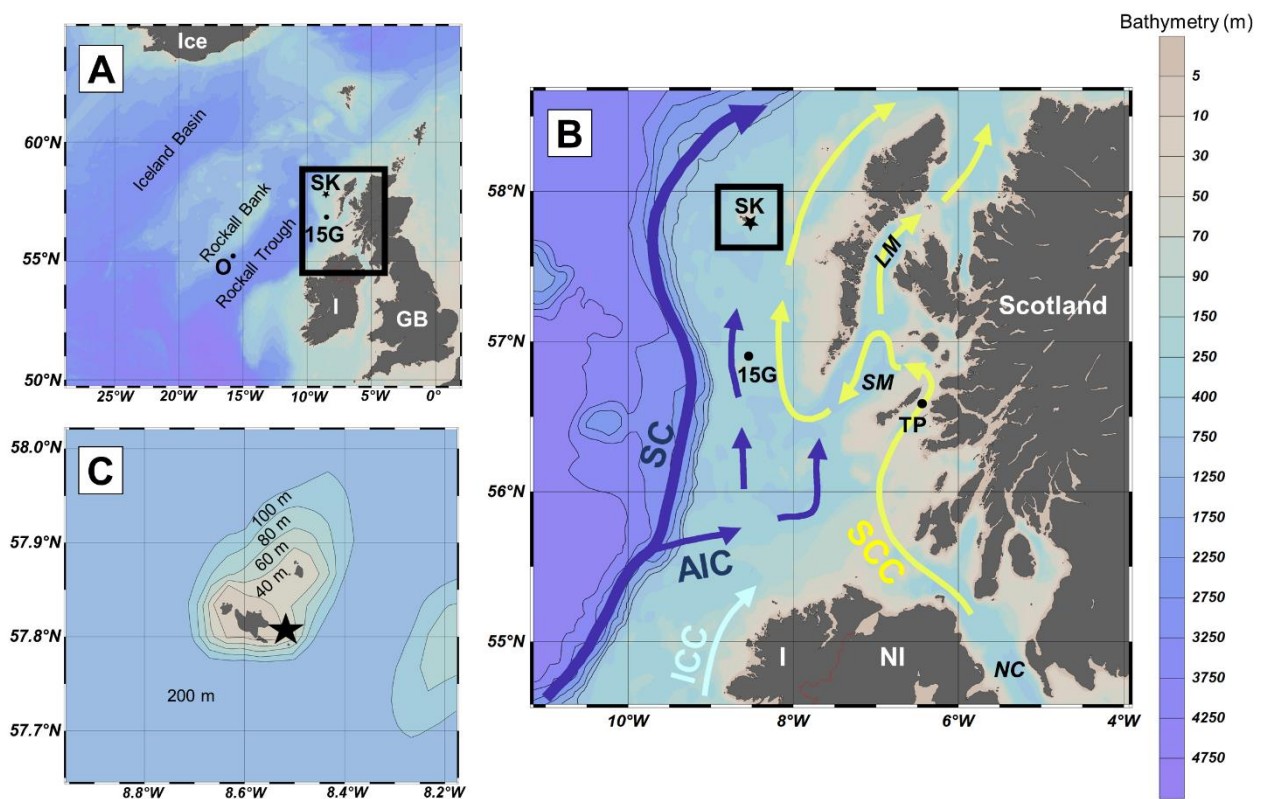 Bathymetry (m)
5
10
30
50
70
90
150
250
400
750
1250
1750
2250
3250
3750
4250
4750
A
Ice
60°N
55°N
50°N
Iceland Basin
Rockall Bank
Rockall Trough
O
SK
15G
I
GB
25°W 20°W 15°W 10°W 5°W 0°
B
58°N
57°N
56°N
55°N
SK
LM
Scotland
15G
SM
TP
SC
AIC
SCC
ICC
I
NI
NC
10°W 8°W 6°W 4°W
C
58.0°N
57.9°N
57.8°N
57.7°N
100 m
80 m
60 m
40 m
200 m
8.8°W 8.6°W 8.4°W 8.2°W